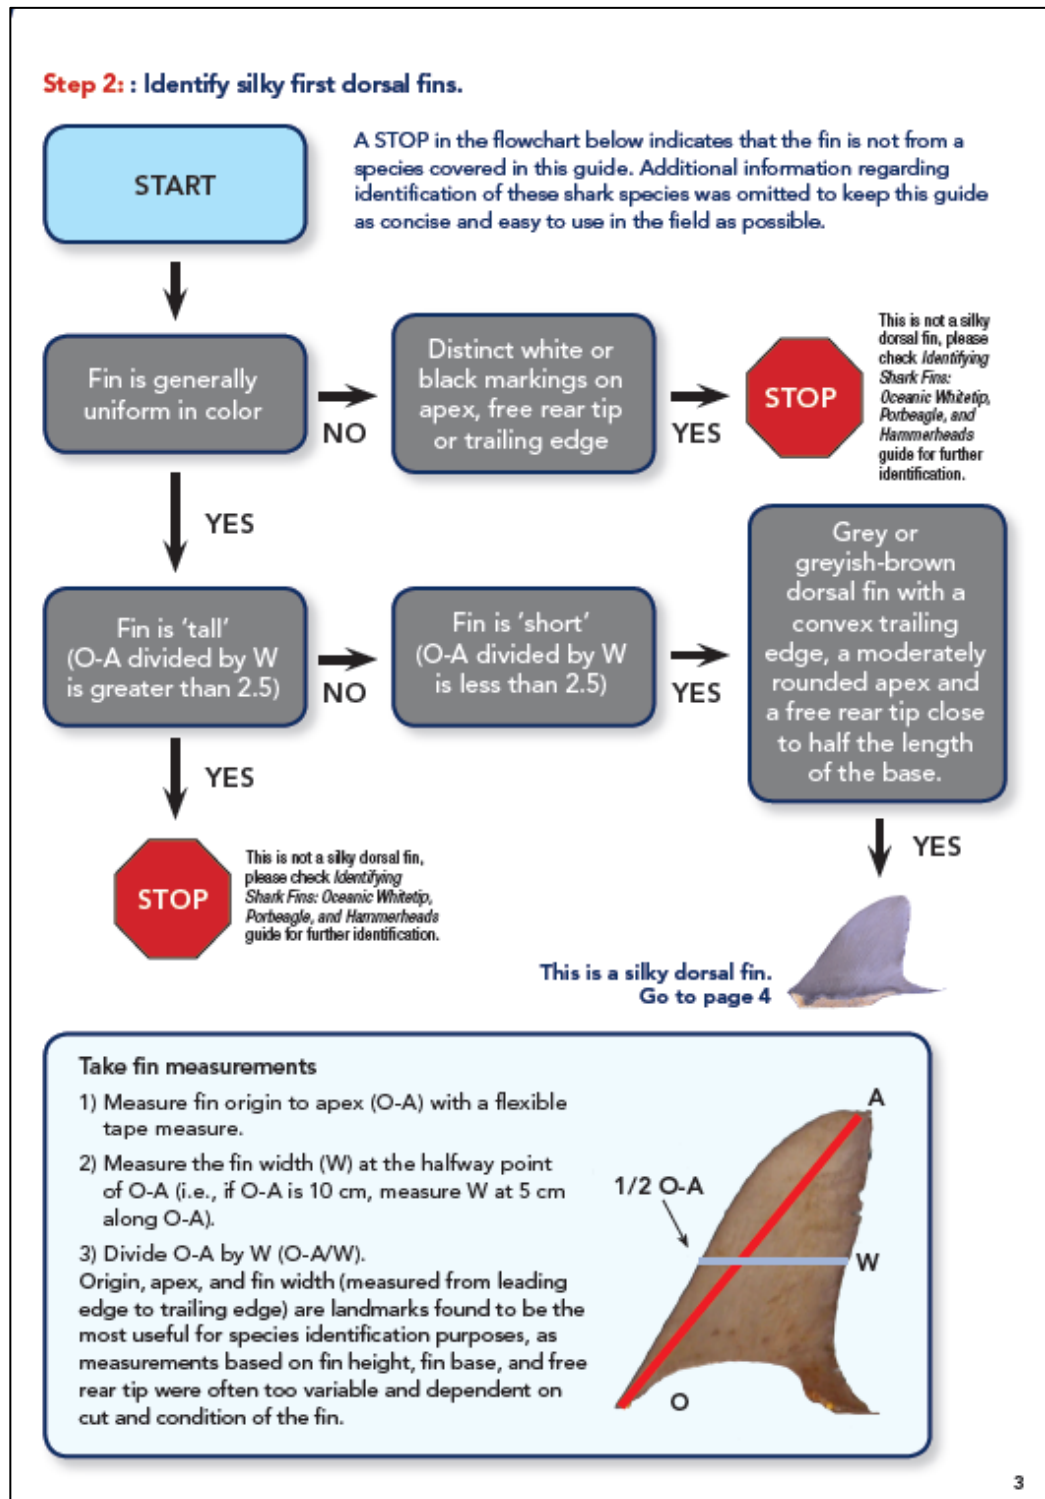 Step 2: : Identify silky first dorsal fins.
START
A STOP in the flowchart below indicates that the fin is not from a
species covered in this guide. Additional information regarding
identification of these shark species was omitted to keep this guide
as concise and easy to use in the field as possible.
Fin is generally
uniform in color
NO
Distinct white or
black markings on
apex, free rear tip
or trailing edge
YES
STOP
This is not a silky
dorsal fin, please
check Identifying
Shark Fins:
Oceanic Whitetip,
Porbeagle, and
Hammerheads
guide for further
identification.
YES
Fin is ‘tall’
(O-A divided by W
is greater than 2.5)
NO
Fin is ‘short’
(O-A divided by W
is less than 2.5)
YES
Grey or
greyish-brown
dorsal fin with a
convex trailing
edge, a moderately
rounded apex and
a free rear tip close
to half the length
of the base.
YES
STOP
This is not a silky dorsal fin,
please check Identifying
Shark Fins: Oceanic Whitetip,
Porbeagle, and Hammerheads
guide for further identification.
YES
This is a silky dorsal fin.
Go to page 4
Take fin measurements
1) Measure fin origin to apex (O-A) with a flexible
tape measure.
2) Measure the fin width (W) at the halfway point
of O-A (i.e., if O-A is 10 cm, measure W at 5 cm
along O-A).
3) Divide O-A by W (O-A/W).
Origin, apex, and fin width (measured from leading
edge to trailing edge) are landmarks found to be the
most useful for species identification purposes, as
measurements based on fin height, fin base, and free
rear tip were often too variable and dependent on
cut and condition of the fin.
A
1/2 O-A
W
O
3